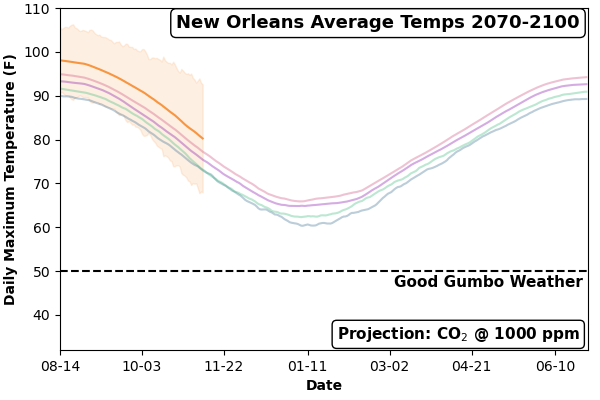 New Orleans Average Temps 2070-2100
Daily Maximum Temperature (F)
110
100
90
80
70
60
50
40
Good Gumbo Weather
Projection: CO₂ @ 1000 ppm
08-14 10-03 11-22 01-11 03-02 04-21 06-10
Date